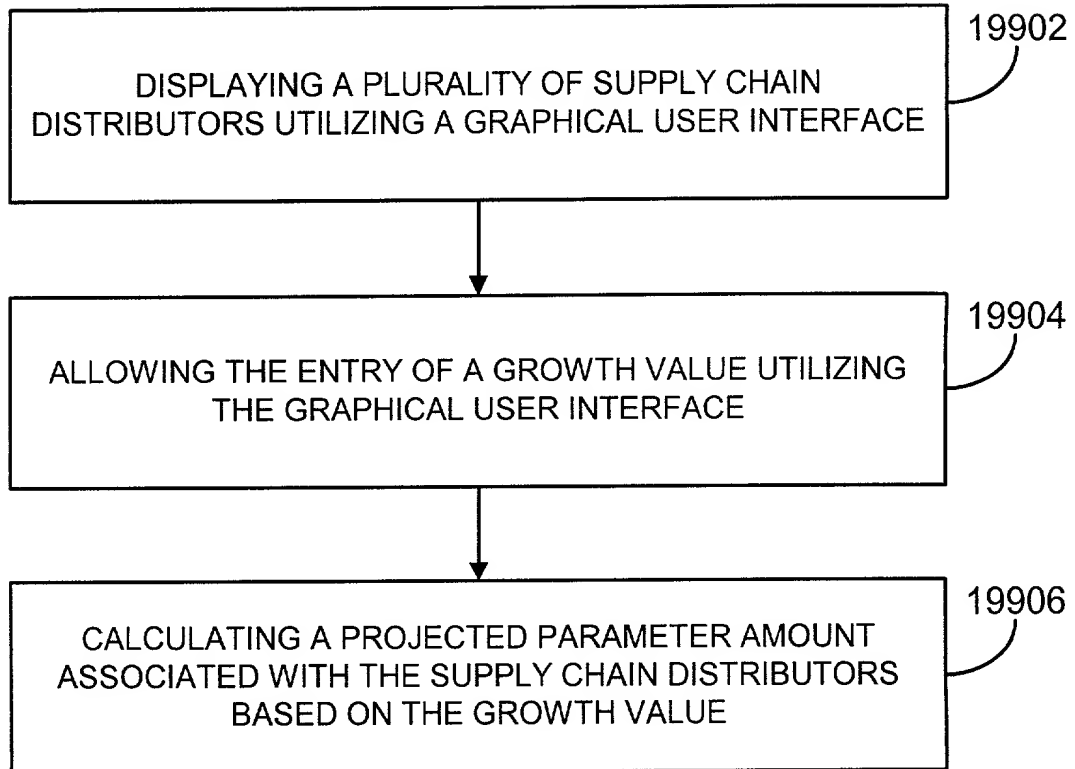 19902
DISPLAYING A PLURALITY OF SUPPLY CHAIN
DISTRIBUTORS UTILIZING A GRAPHICAL USER INTERFACE
19904
ALLOWING THE ENTRY OF A GROWTH VALUE UTILIZING
THE GRAPHICAL USER INTERFACE
19906
CALCULATING A PROJECTED PARAMETER AMOUNT
ASSOCIATED WITH THE SUPPLY CHAIN DISTRIBUTORS
BASED ON THE GROWTH VALUE